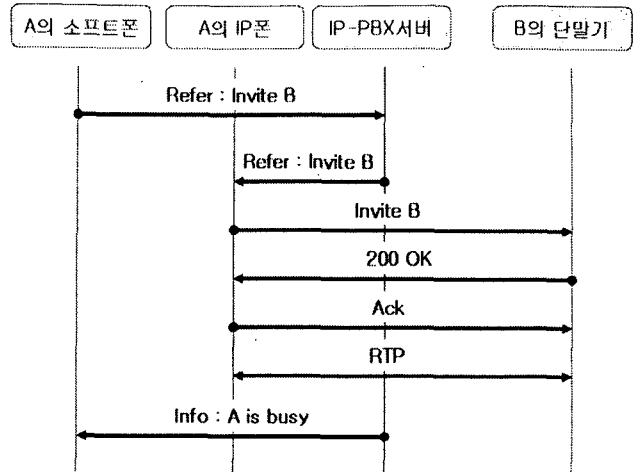 A의 소프트폰
A의 IP폰
IP-PBX서버
B의 단말기
Refer : Invite B
Refer : Invite B
Invite B
200 OK
Ack
RTP
Info : A is busy